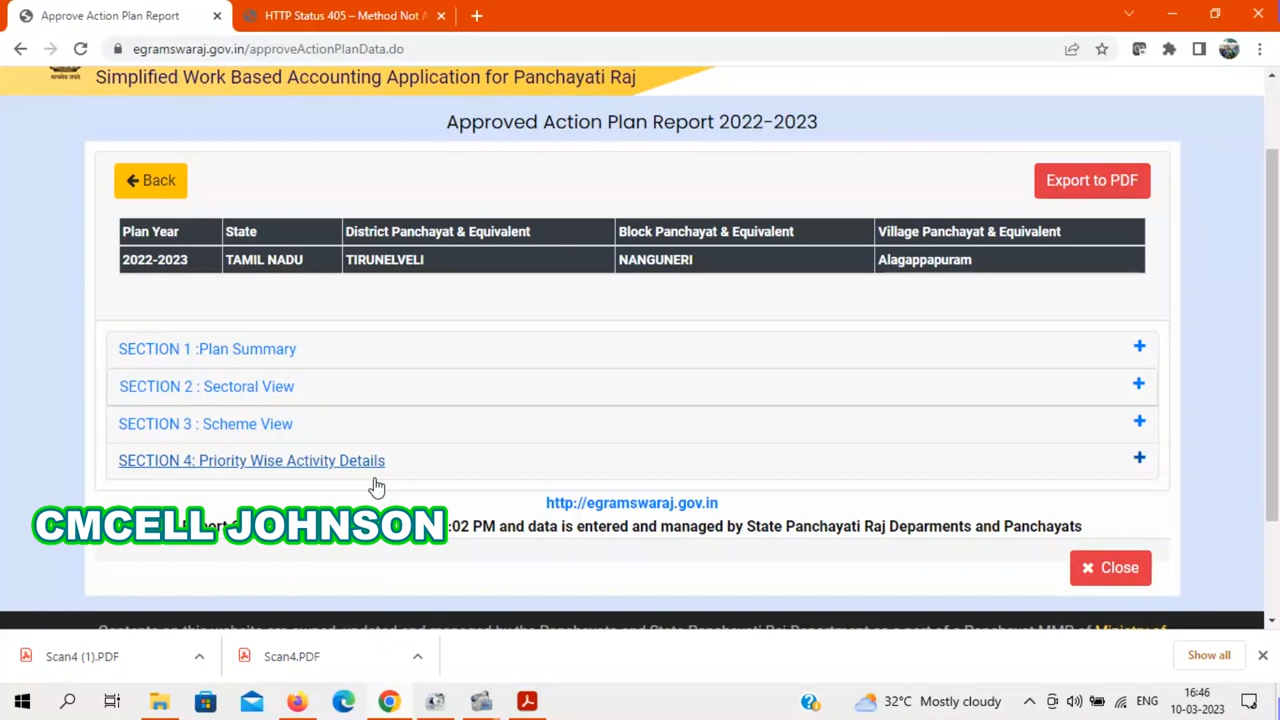 Approve Action Plan Report
HTTP Status 405 – Method Not A
egramswaraj.gov.in/approveActionPlanData.do
Simplified Work Based Accounting Application for Panchayati Raj
Approved Action Plan Report 2022-2023
Back
Export to PDF
Plan Year State District Panchayat & Equivalent Block Panchayat & Equivalent Village Panchayat & Equivalent
2022-2023 TAMIL NADU TIRUNELVELI NANGUNERI Alagappapuram
SECTION 1 :Plan Summary
SECTION 2 : Sectoral View
SECTION 3 : Scheme View
SECTION 4: Priority Wise Activity Details
http://egramswaraj.gov.in
CMCELL JOHNSON
:02 PM and data is entered and managed by State Panchayati Raj Deparments and Panchayats
Close
Scan4 (1).PDF
Scan4.PDF
Show all
32°C Mostly cloudy
ENG
16:46
10-03-2023